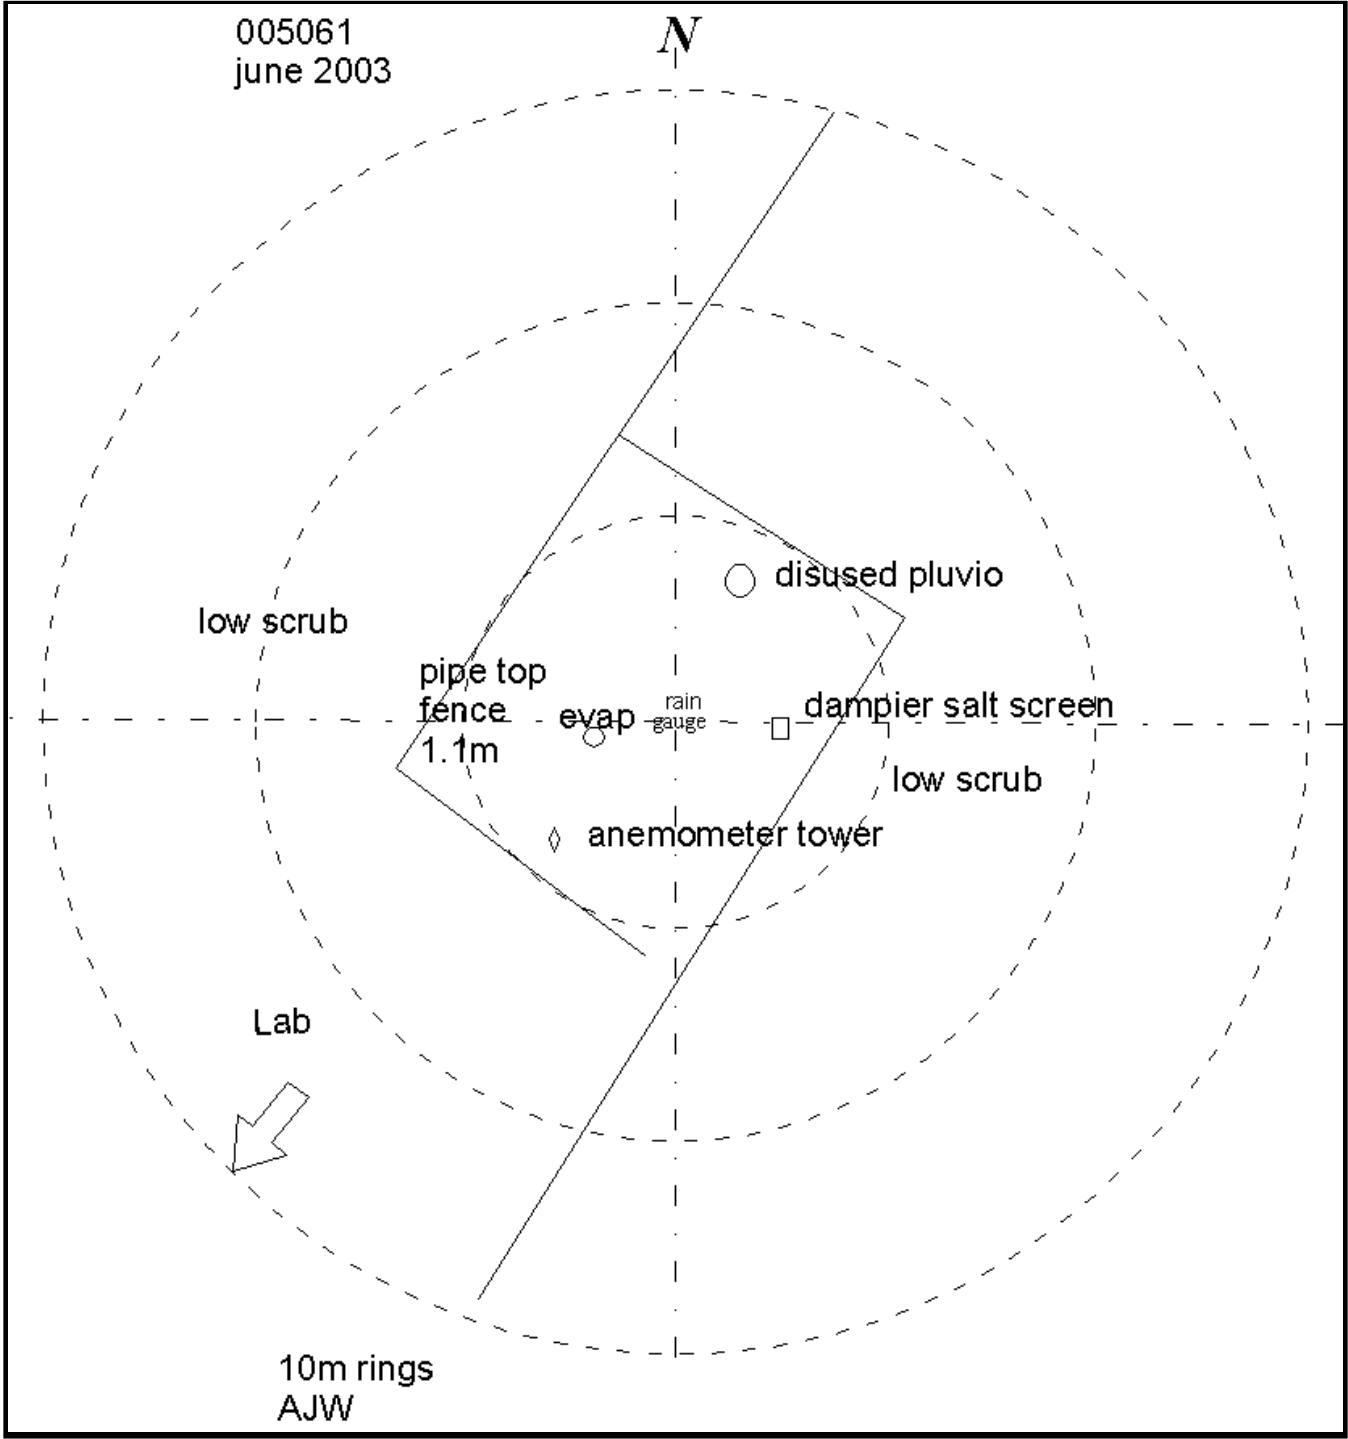 005061
june 2003
N
disused pluvio
low scrub
pipe top
fence
1.1m
evap
rain
gauge
dampier salt screen
low scrub
anemometer tower
Lab
10m rings
AJW